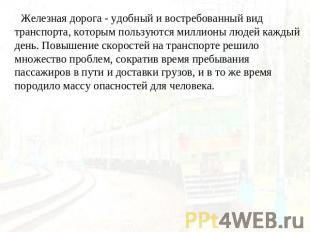 Железная дорога - удобный и востребованный вид
транспорта, которым пользуются миллионы людей каждый
день. Повышение скоростей на транспорте решило
множество проблем, сократив время пребывания
пассажиров в пути и доставки грузов, и в то же время
породило массу опасностей для человека.
PPt4WEB.ru